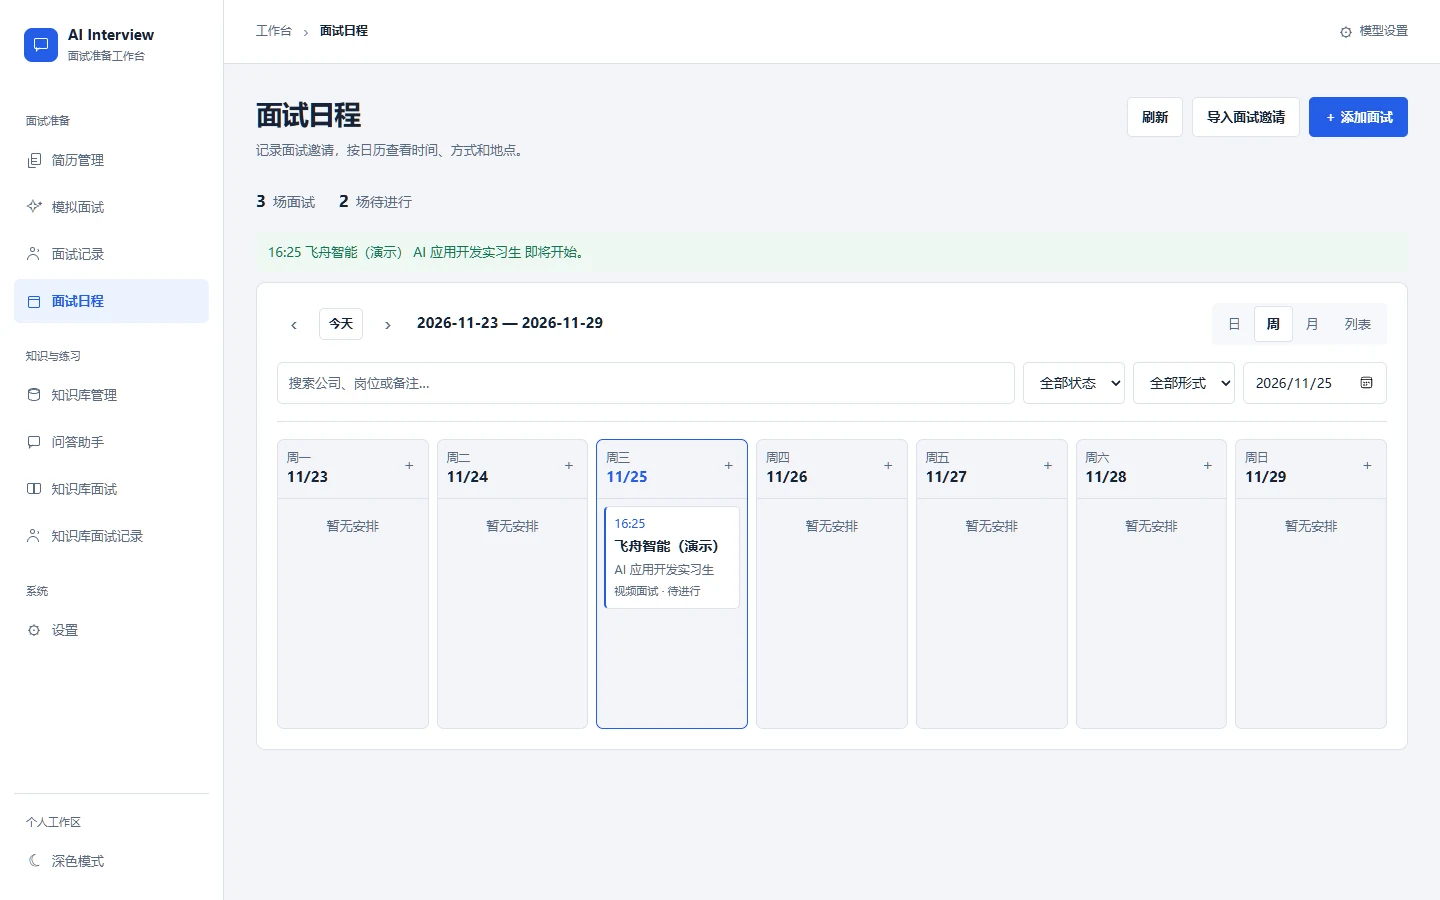 AI Interview
面试准备工作台
面试准备
简历管理
模拟面试
面试记录
面试日程
知识与练习
知识库管理
问答助手
知识库面试
知识库面试记录
系统
设置
个人工作区
深色模式
工作台 › 面试日程
模型设置
面试日程
记录面试邀请，按日历查看时间、方式和地点。
刷新
导入面试邀请
+ 添加面试
3 场面试 2 场待进行
16:25 飞舟智能（演示） AI 应用开发实习生 即将开始。
‹ 今天 › 2026-11-23 — 2026-11-29
日 周 月 列表
搜索公司、岗位或备注...
全部状态
全部形式
2026/11/25
周一 +
11/23
暂无安排
周二 +
11/24
暂无安排
周三 +
11/25
16:25
飞舟智能（演示）
AI 应用开发实习生
视频面试 · 待进行
周四 +
11/26
暂无安排
周五 +
11/27
暂无安排
周六 +
11/28
暂无安排
周日 +
11/29
暂无安排